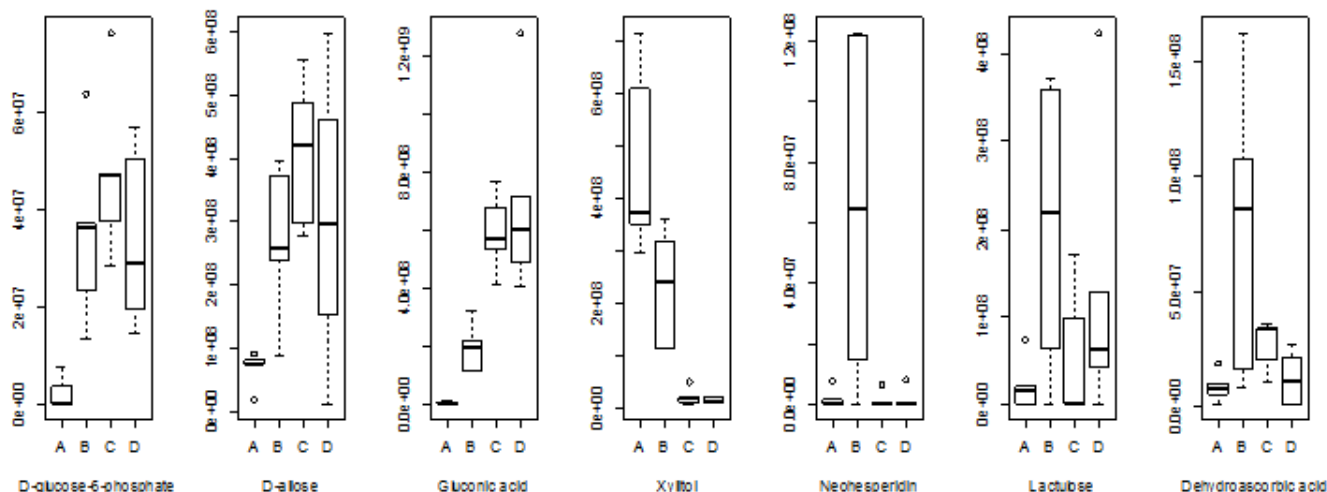 0e+00 2e+07 4e+07 6e+07
A B C D
D-glucose-6-phosphate
0e+00 1e+08 2e+08 3e+08 4e+08 5e+08 6e+08
A B C D
D-allose
0.0e+00 4.0e+08 8.0e+08 1.2e+09
A B C D
Gluconic acid
0e+00 2e+08 4e+08 6e+08
A B C D
Xylitol
0.0e+00 4.0e+07 8.0e+07 1.2e+08
A B C D
Neohesperidin
0e+00 1e+08 2e+08 3e+08 4e+08
A B C D
Lactulose
0.0e+00 5.0e+07 1.0e+08 1.5e+08
A B C D
Dehydroascorbic acid